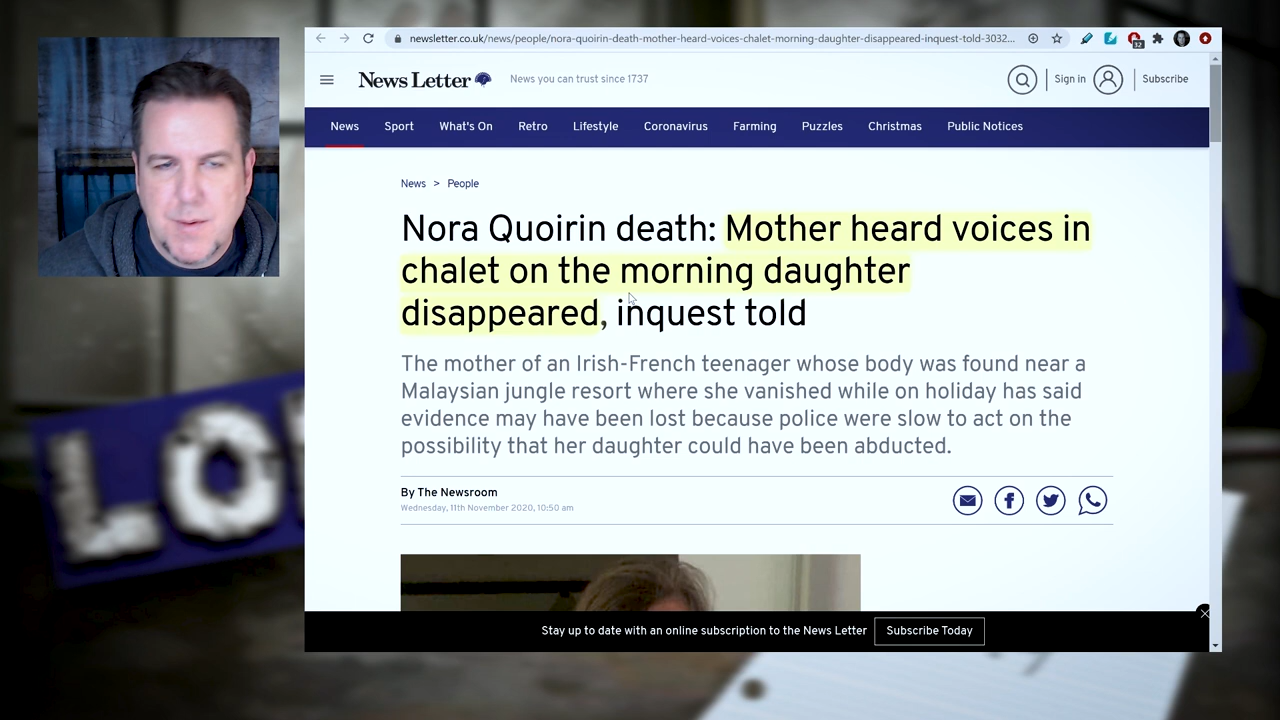 newsletter.co.uk/news/people/nora-quoirin-death-mother-heard-voices-chalet-morning-daughter-disappeared-inquest-told-3032...
12
News Letter
News you can trust since 1737
Sign in
Subscribe
News Sport What's On Retro Lifestyle Coronavirus Farming Puzzles Christmas Public Notices
News > People
Nora Quoirin death: Mother heard voices in
chalet on the morning daughter
disappeared, inquest told
The mother of an Irish-French teenager whose body was found near a
Malaysian jungle resort where she vanished while on holiday has said
evidence may have been lost because police were slow to act on the
possibility that her daughter could have been abducted.
By The Newsroom
Wednesday, 11th November 2020, 10:50 am
Stay up to date with an online subscription to the News Letter
Subscribe Today